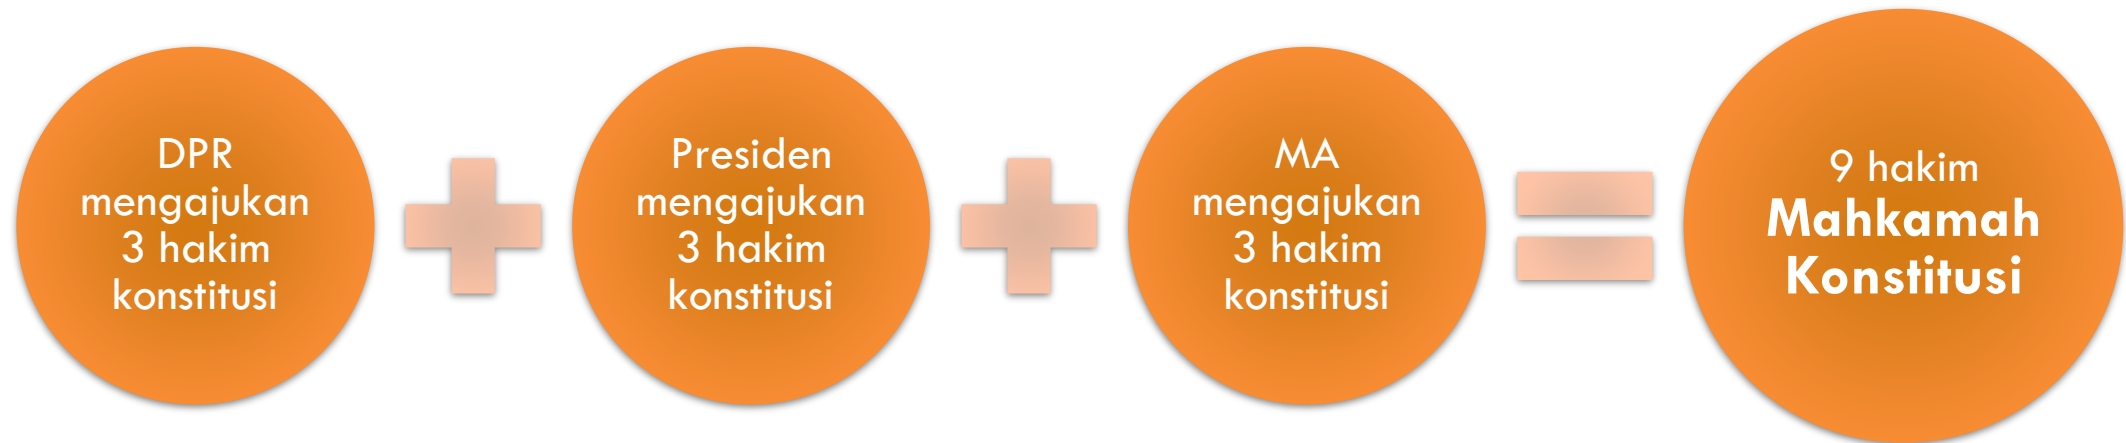 DPR
mengajukan
3 hakim
konstitusi
Presiden
mengajukan
3 hakim
konstitusi
MA
mengajukan
3 hakim
konstitusi
9 hakim
Mahkamah
Konstitusi